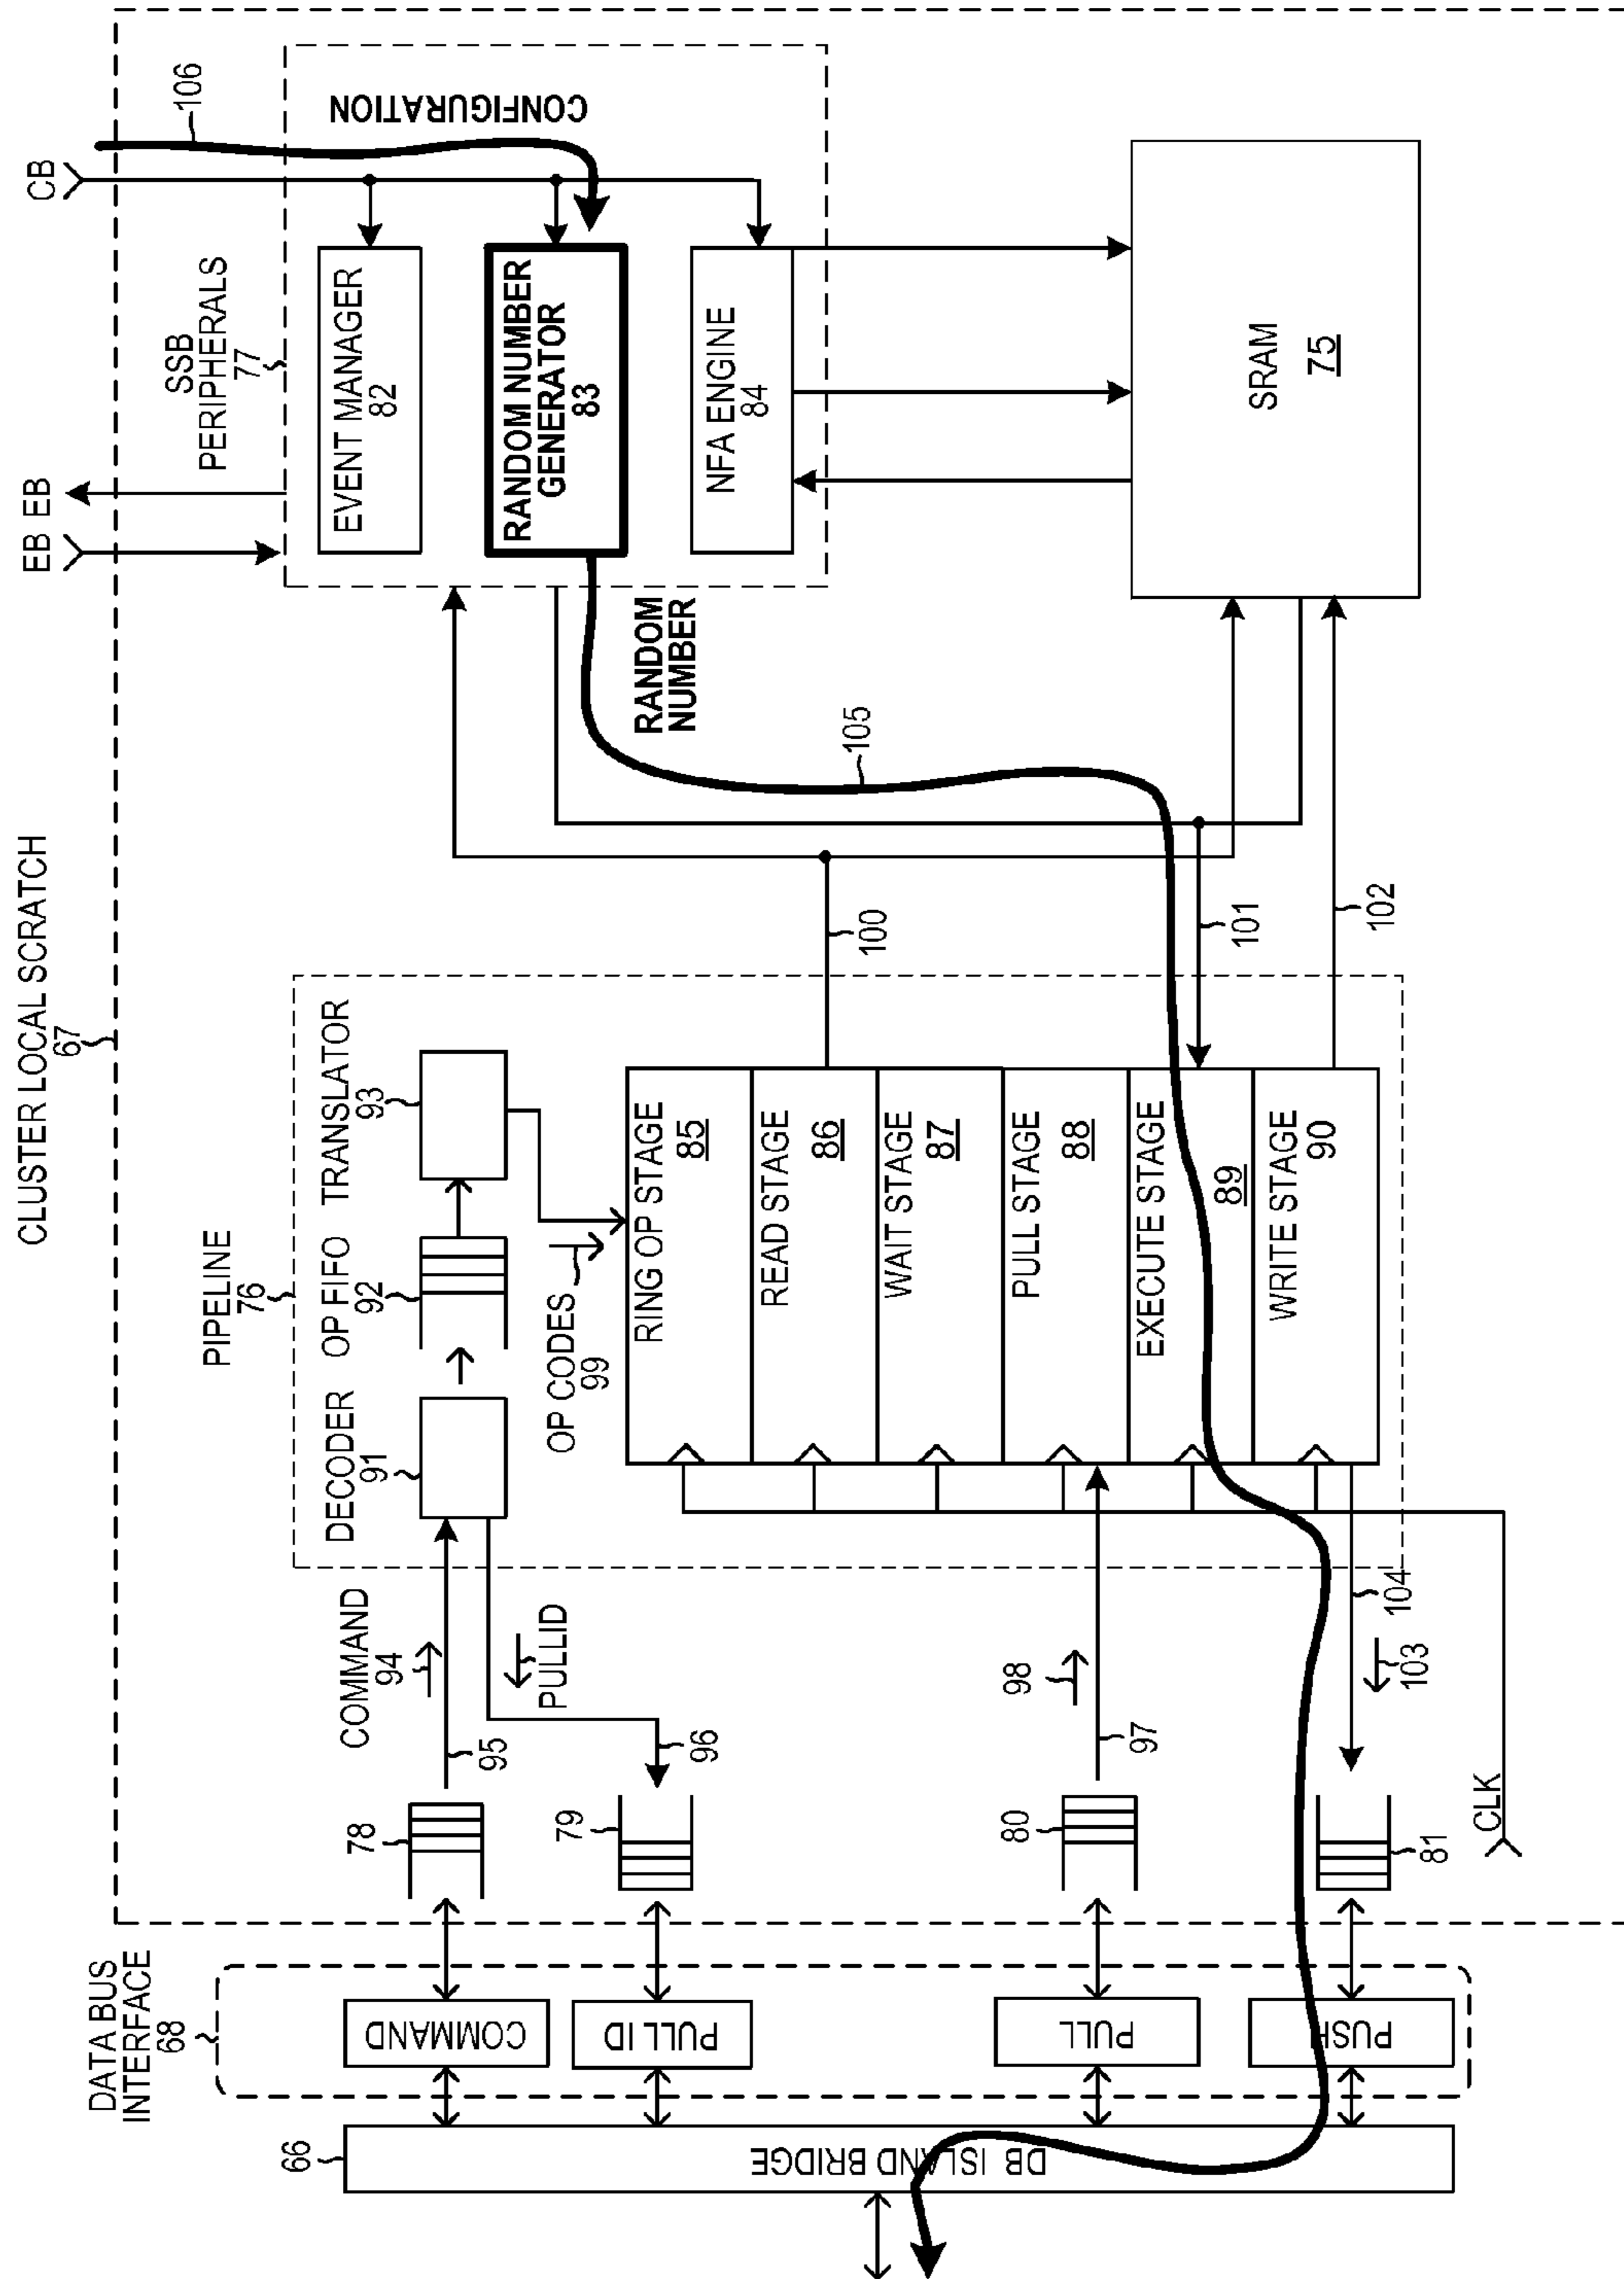 CLUSTER LOCAL SCRATCH
67
DATA BUS
INTERFACE
68
66
DB ISLAND BRIDGE
COMMAND
PULL ID
PULL
PUSH
78
79
80
81
COMMAND
94
95
PULLID
96
98
97
103
104
CLK
PIPELINE
76
DECODER
91
OP FIFO
92
TRANSLATOR
93
OP CODES
99
RING OP STAGE
85
READ STAGE
86
WAIT STAGE
87
PULL STAGE
88
EXECUTE STAGE
89
WRITE STAGE
90
100
101
102
105
RANDOM
NUMBER
EB
EB
CB
106
SSB
PERIPHERALS
77
CONFIGURATION
EVENT MANAGER
82
RANDOM NUMBER
GENERATOR
83
NFA ENGINE
84
SRAM
75